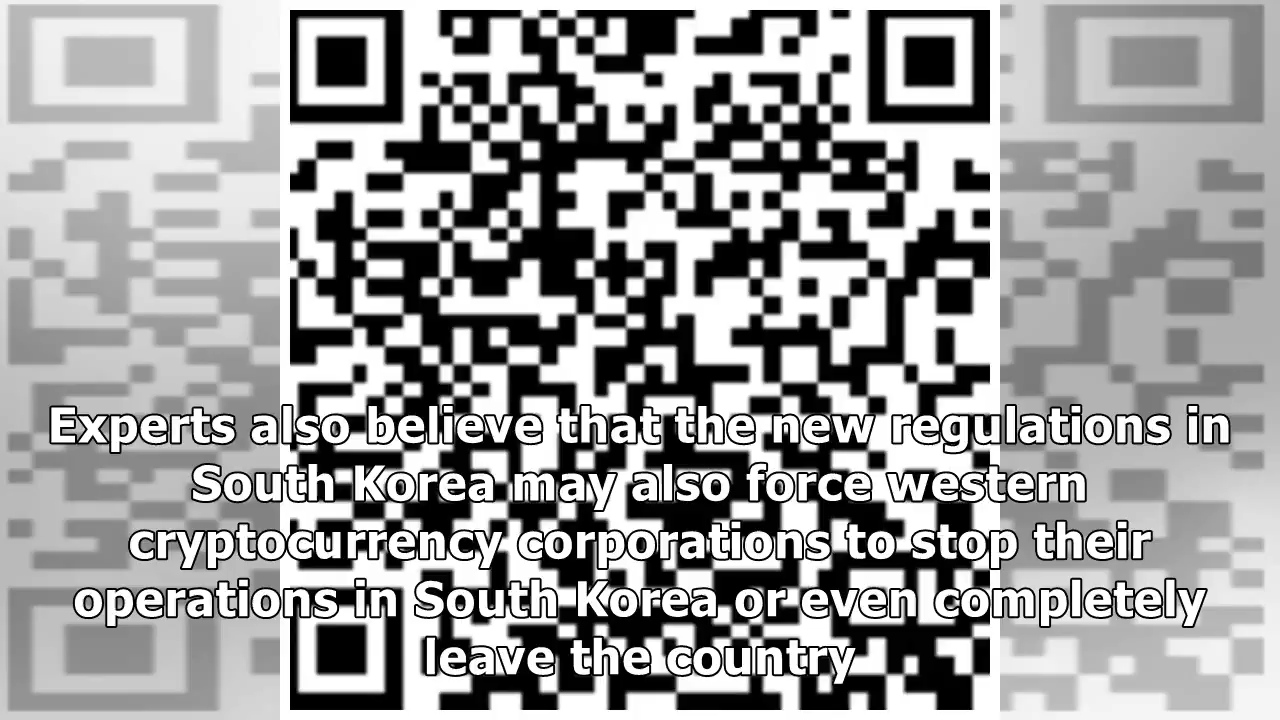 Experts also believe that the new regulations in
South Korea may also force western
cryptocurrency corporations to stop their
operations in South Korea or even completely
leave the country